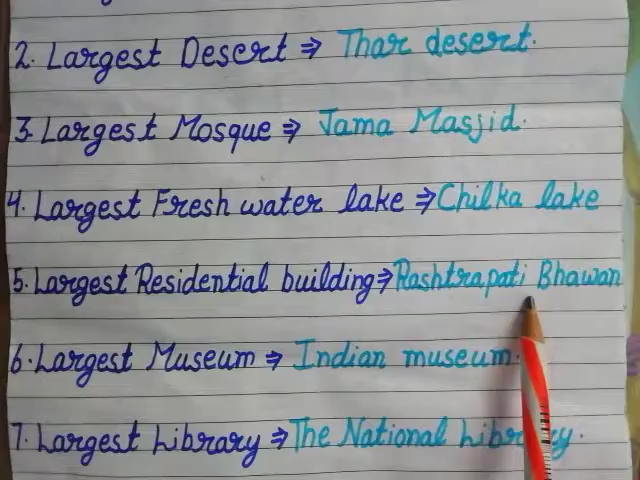 2. Largest Desert ⇒ Thar desert.
3. Largest Mosque ⇒ Jama Masjid.
4. Largest Fresh water lake ⇒ Chilka lake
5. Largest Residential building ⇒ Rashtrapati Bhawan
6. Largest Museum ⇒ Indian museum.
7. Largest Library ⇒ The National Library.